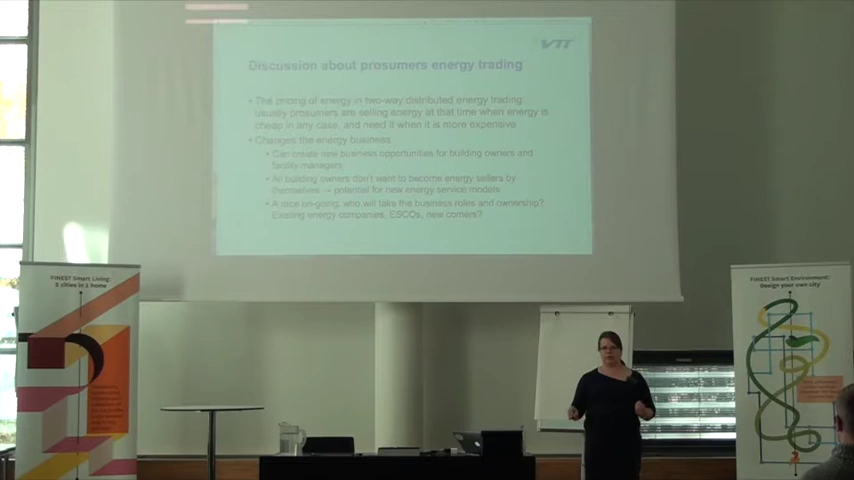 VTT
Discussion about prosumers energy trading
• The pricing of energy in two-way distributed energy trading:
usually prosumers are selling energy at that time when energy is
cheap in any case, and need it when it is more expensive
• Changes the energy business
• Can create new business opportunities for building owners and
facility managers
• All building owners don't want to become energy sellers by
themselves → potential for new energy service models
• A race on-going: who will take the business roles and ownership?
Existing energy companies, ESCOs, new comers?
FINEST Smart Living:
2 cities in 1 home
FINEST Smart Environment:
Design your own city